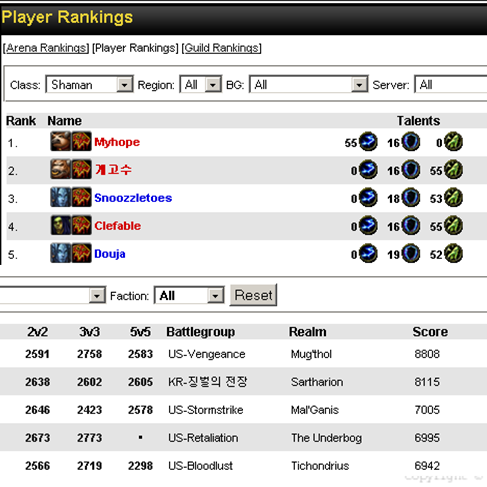 Player Rankings
[Arena Rankings] [Player Rankings] [Guild Rankings]
Class: Shaman Region: All BG: All Server: All
Rank Name Talents
1. Myhope 55 16 0
2. 개고수 0 16 55
3. Snoozzletoes 0 18 53
4. Clefable 0 16 55
5. Douja 0 19 52
Faction: All Reset
2v2 3v3 5v5 Battlegroup Realm Score
2591 2758 2583 US-Vengeance Mug'thol 8808
2638 2602 2605 KR-징벌의 전장 Sartharion 8115
2646 2423 2578 US-Stormstrike Mal'Ganis 7005
2673 2773 US-Retaliation The Underbog 6995
2566 2719 2298 US-Bloodlust Tichondrius 6942
Copyright ©